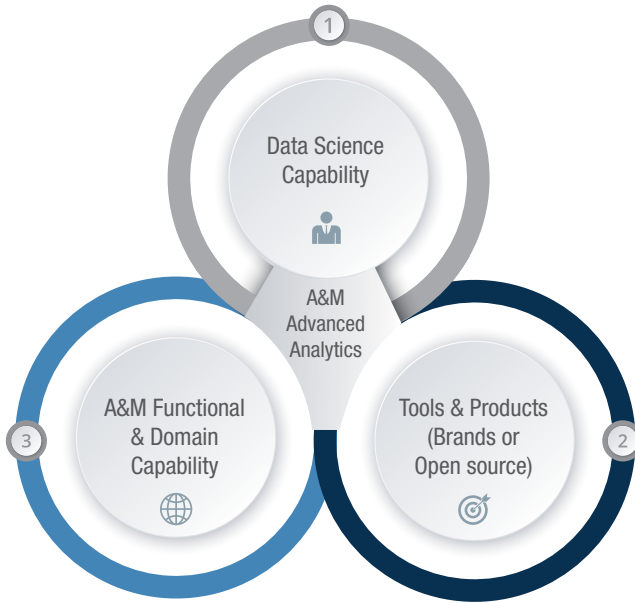 1
Data Science
Capability
A&M
Advanced
Analytics
A&M Functional
& Domain
Capability
3
Tools & Products
(Brands or
Open source)
2